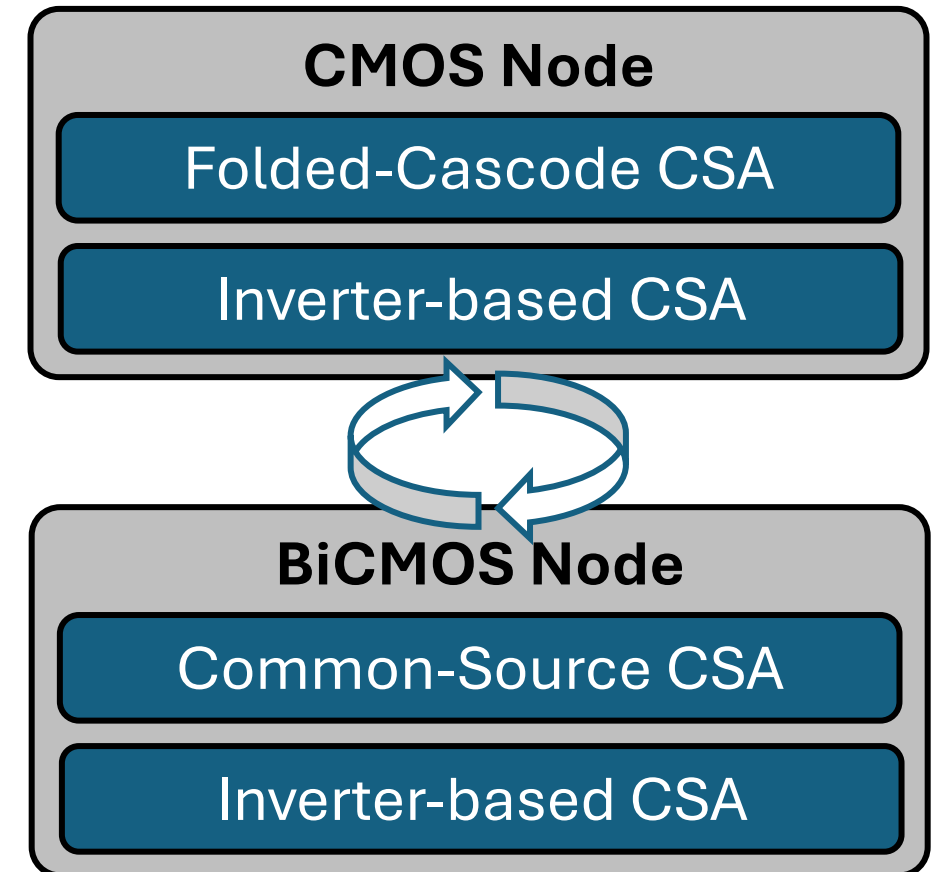 CMOS Node
Folded-Cascode CSA
Inverter-based CSA
BiCMOS Node
Common-Source CSA
Inverter-based CSA